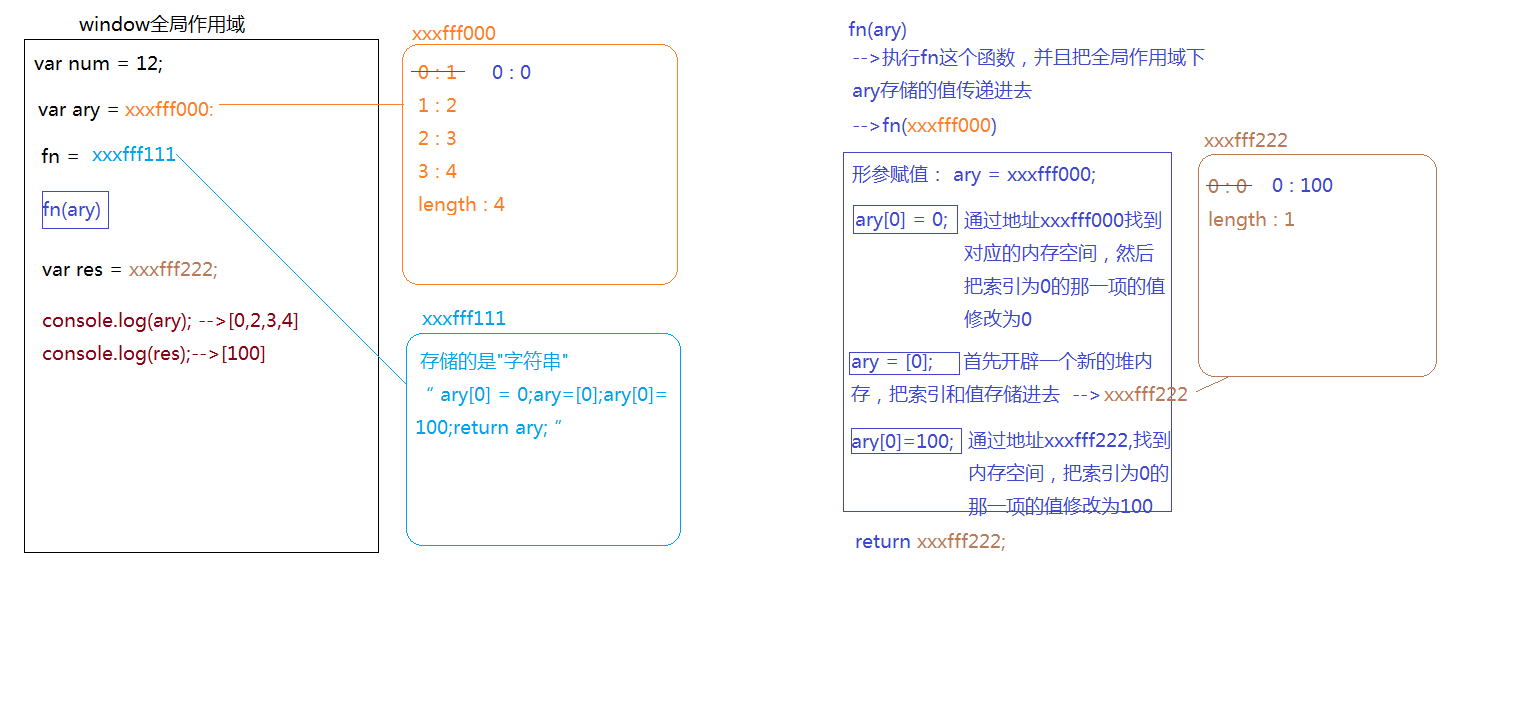 window全局作用域
var num = 12;
var ary = xxxfff000:
fn = xxxfff111
fn(ary)
var res = xxxfff222;
console.log(ary); -->[0,2,3,4]
console.log(res);-->[100]
xxxfff000
0 : 1 0 : 0
1 : 2
2 : 3
3 : 4
length : 4
xxxfff111
存储的是"字符串"
“ ary[0] = 0;ary=[0];ary[0]=
100;return ary; ”
fn(ary)
-->执行fn这个函数，并且把全局作用域下
ary存储的值传递进去
-->fn(xxxfff000)
形参赋值： ary = xxxfff000;
ary[0] = 0; 通过地址xxxfff000找到
对应的内存空间，然后
把索引为0的那一项的值
修改为0
ary = [0]; 首先开辟一个新的堆内
存，把索引和值存储进去 -->xxxfff222
ary[0]=100; 通过地址xxxfff222,找到
内存空间，把索引为0的
那一项的值修改为100
return xxxfff222;
xxxfff222
0 : 0 0 : 100
length : 1